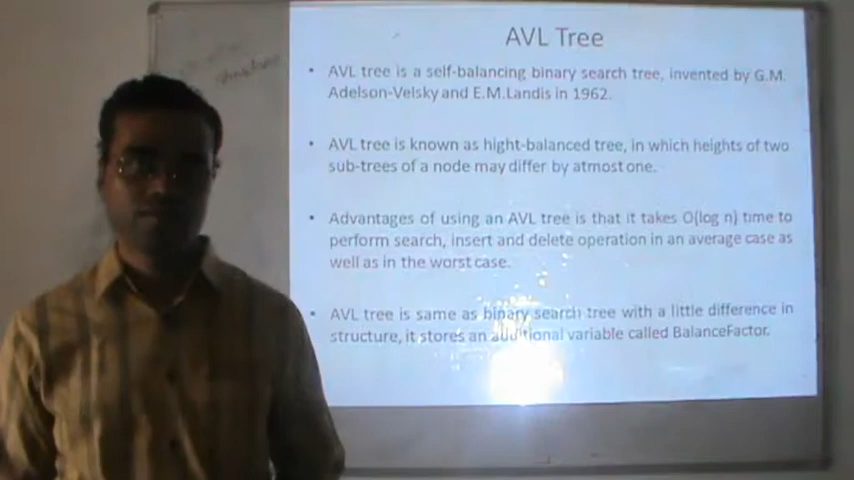 AVL Tree
• AVL tree is a self-balancing binary search tree, invented by G.M.
Adelson-Velsky and E.M.Landis in 1962.
• AVL tree is known as hight-balanced tree, in which heights of two
sub-trees of a node may differ by atmost one.
• Advantages of using an AVL tree is that it takes O(log n) time to
perform search, insert and delete operation in an average case as
well as in the worst case.
• AVL tree is same as binary search tree with a little difference in
structure, it stores an additional variable called BalanceFactor.